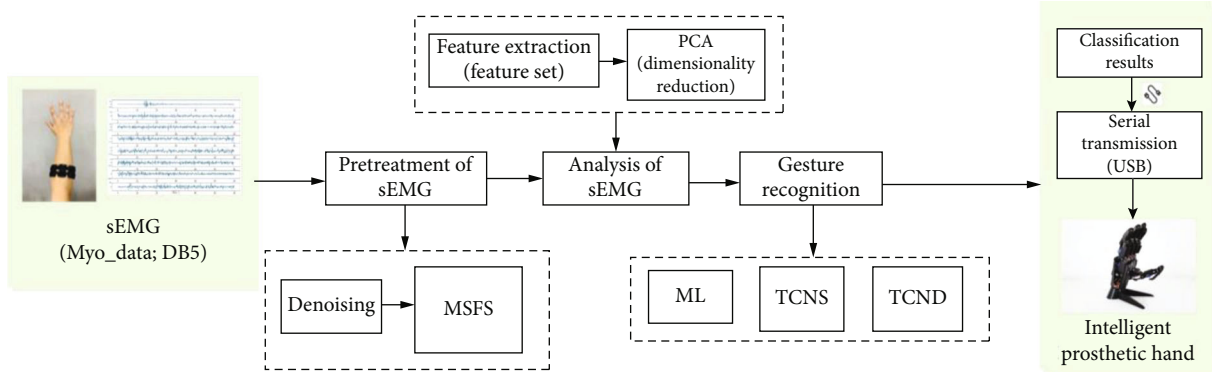 Feature extraction
(feature set)
PCA
(dimensionality
reduction)
Classification
results
Serial
transmission
(USB)
Pretreatment of
sEMG
Analysis of
sEMG
Gesture
recognition
sEMG
(Myo_data; DB5)
Denoising
MSFS
ML
TCNS
TCND
Intelligent
prosthetic hand